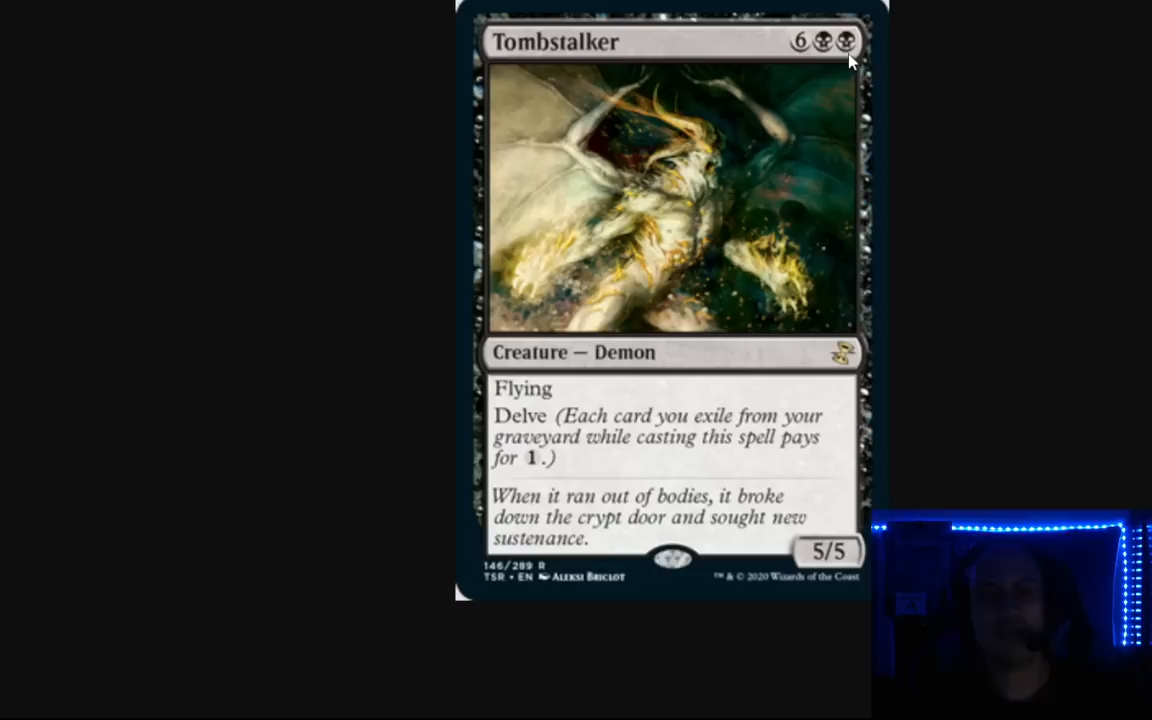 Tombstalker 6
Creature — Demon
Flying
Delve (Each card you exile from your
graveyard while casting this spell pays
for 1.)
When it ran out of bodies, it broke
down the crypt door and sought new
sustenance.
5/5
146/289 R
TSR • EN Aleksi Briclot
™ & © 2020 Wizards of the Coast